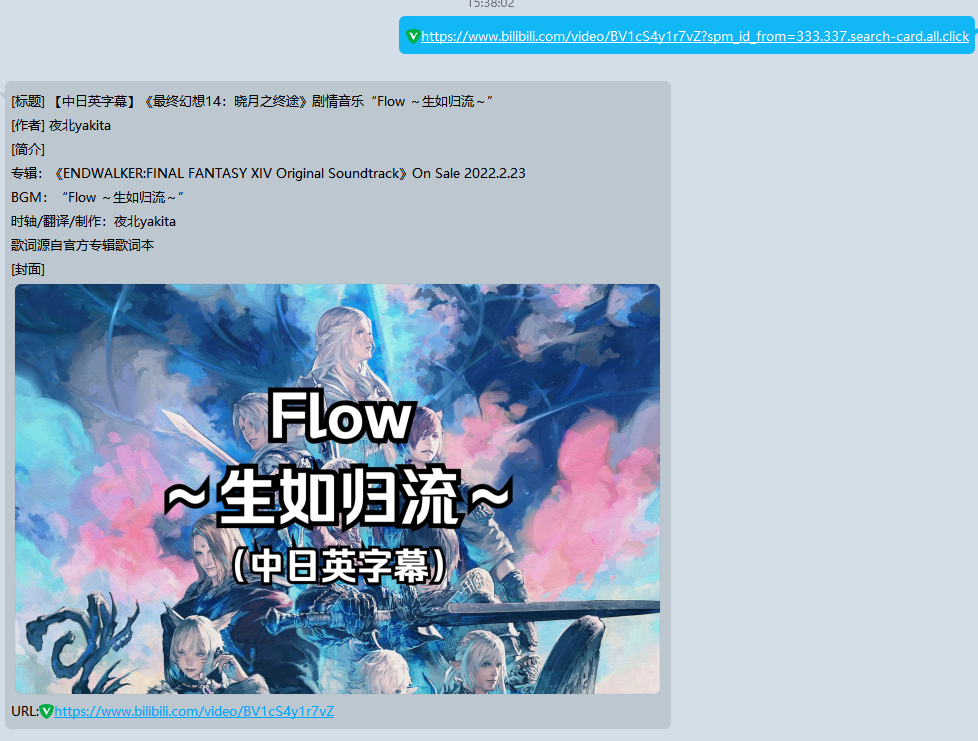 15:38:02
https://www.bilibili.com/video/BV1cS4y1r7vZ?spm_id_from=333.337.search-card.all.click
[标题] 【中日英字幕】《最终幻想14：晓月之终途》剧情音乐“Flow ～生如归流～”
[作者] 夜北yakita
[简介]
专辑：《ENDWALKER:FINAL FANTASY XIV Original Soundtrack》On Sale 2022.2.23
BGM：“Flow ～生如归流～”
时轴/翻译/制作：夜北yakita
歌词源自官方专辑歌词本
[封面]
Flow
～生如归流～
（中日英字幕）
URL:https://www.bilibili.com/video/BV1cS4y1r7vZ